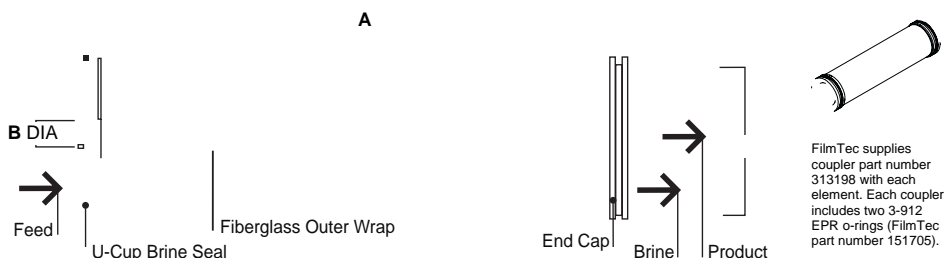 A
B DIA
Feed
U-Cup Brine Seal
Fiberglass Outer Wrap
End Cap
Brine
Product
FilmTec supplies
coupler part number
313198 with each
element. Each coupler
includes two 3-912
EPR o-rings (FilmTec
part number 151705).